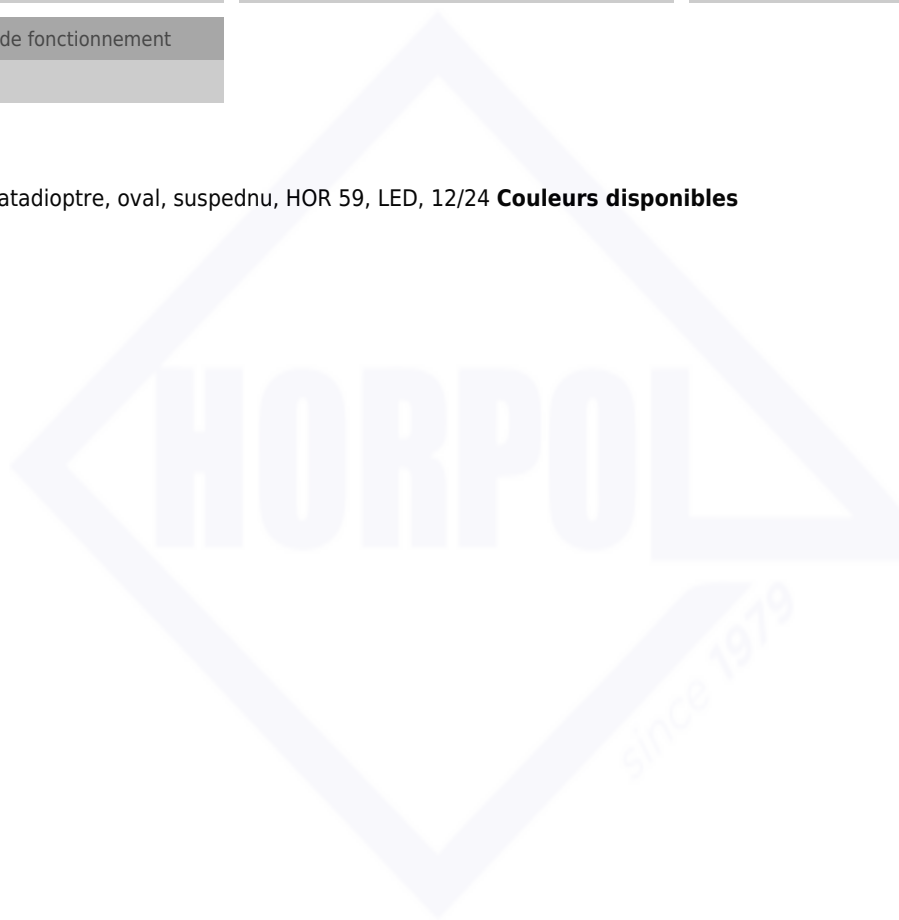 de fonctionnement
atadioptre, oval, suspednu, HOR 59, LED, 12/24 Couleurs disponibles
HORPOL
since 1979